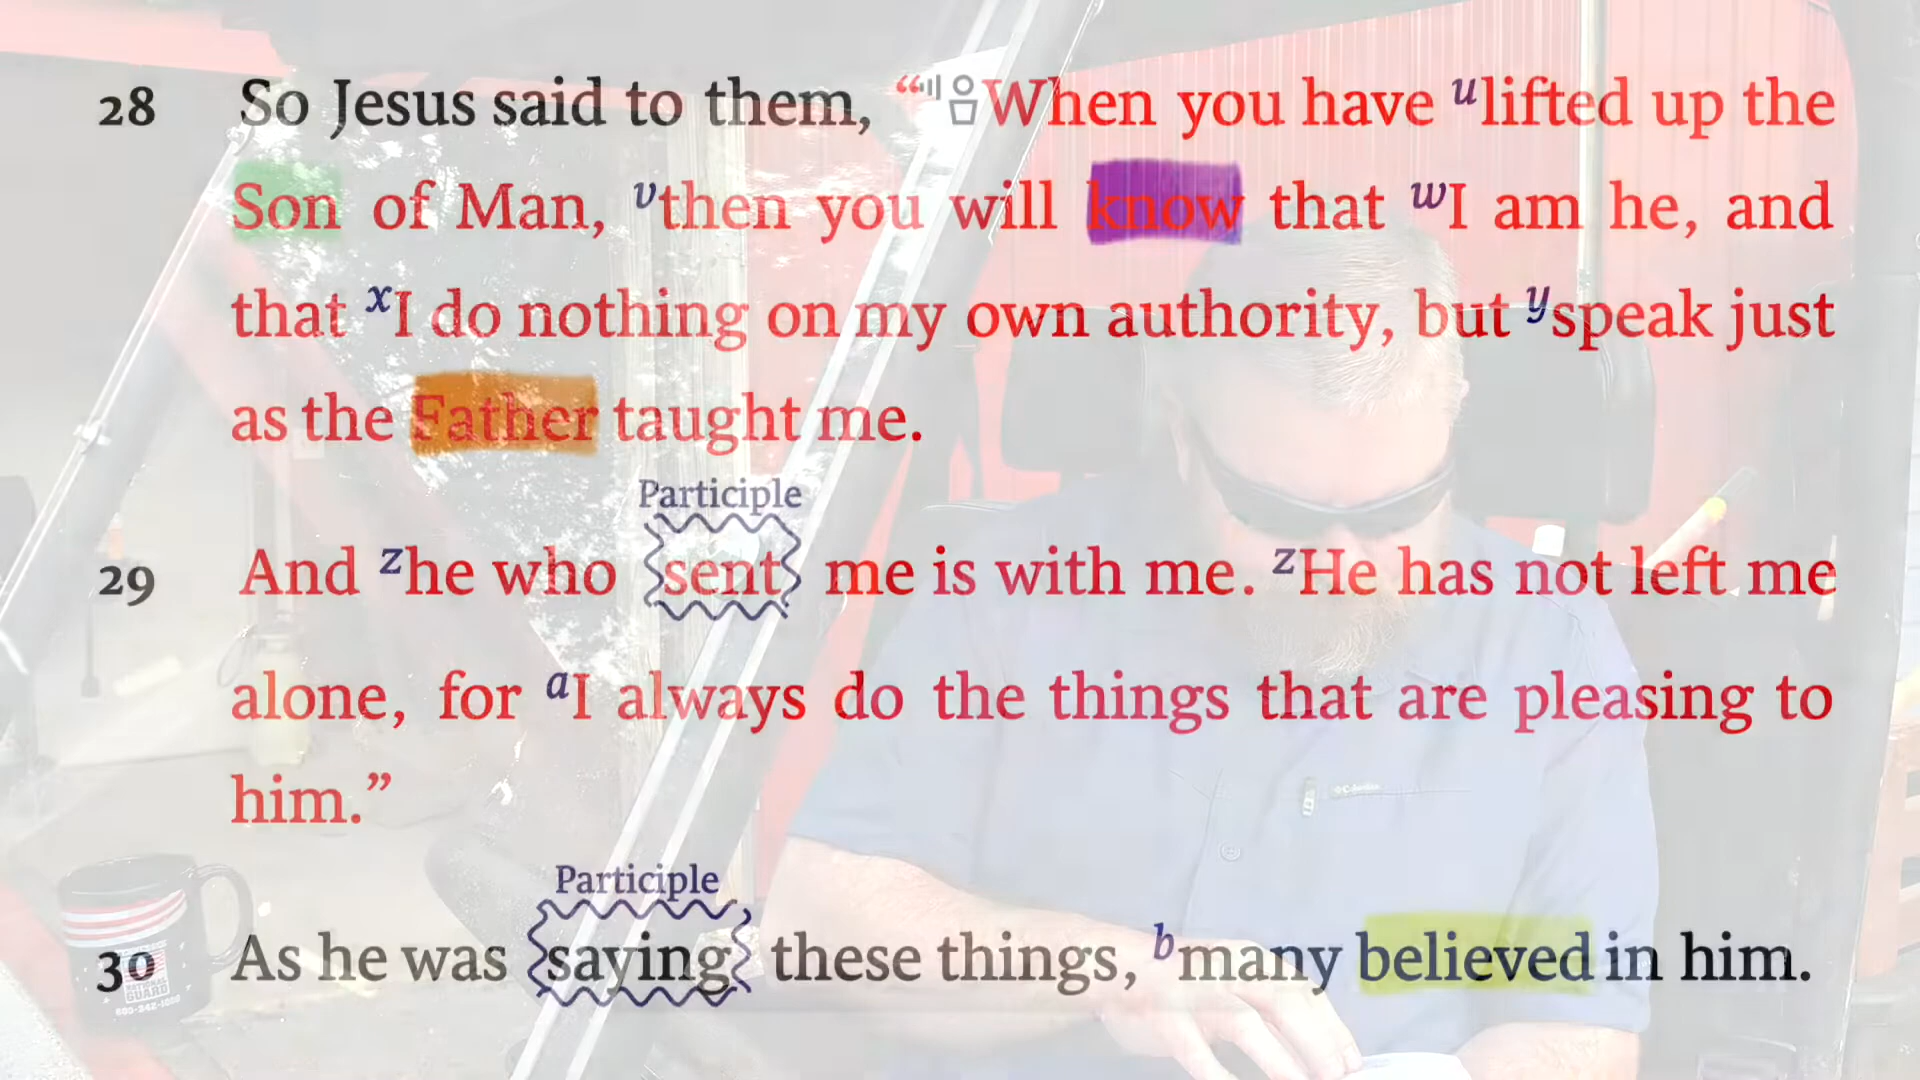 28 So Jesus said to them, “When you have ulifted up the
Son of Man, vthen you will know that wI am he, and
that xI do nothing on my own authority, but yspeak just
as the Father taught me.
Participle
29 And zhe who sent me is with me. zHe has not left me
alone, for aI always do the things that are pleasing to
him.”
Participle
30 As he was saying these things, bmany believed in him.
NATIONAL
GUARD
Columbia